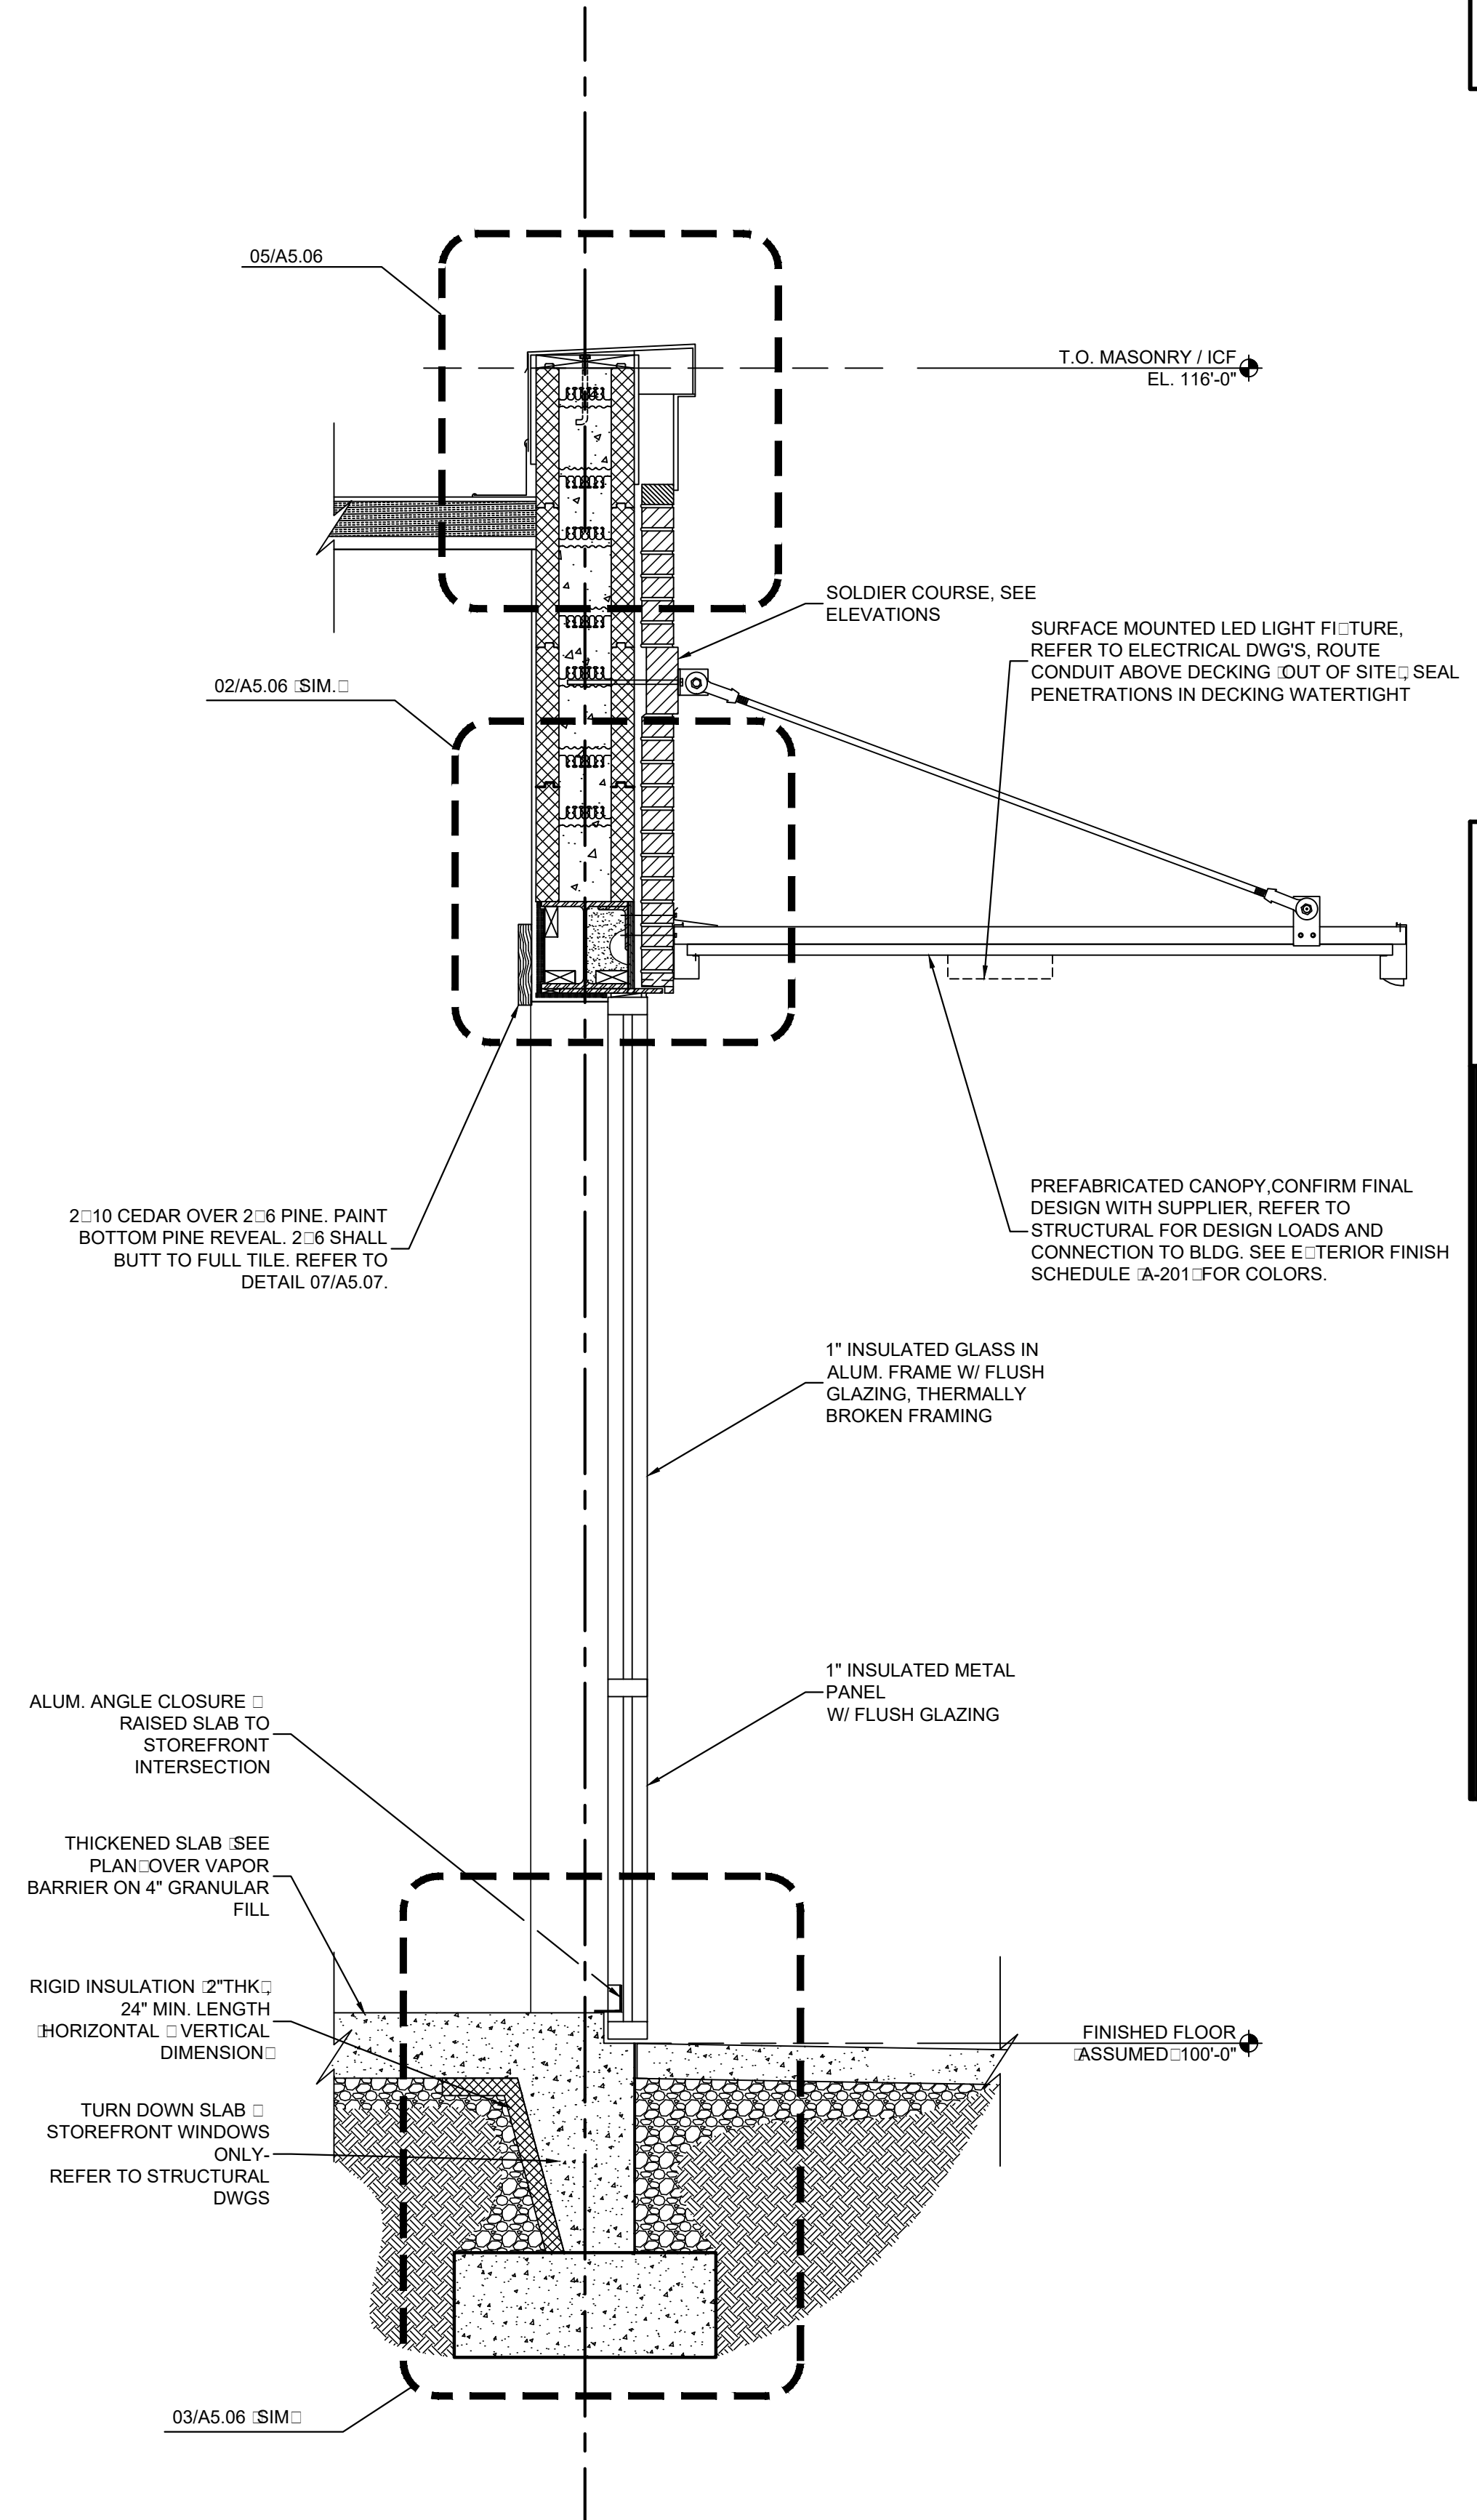 05/A5.06
T.O. MASONRY / ICF
EL. 116'-0"
SOLDIER COURSE, SEE
ELEVATIONS
SURFACE MOUNTED LED LIGHT FI□TURE,
REFER TO ELECTRICAL DWG'S, ROUTE
CONDUIT ABOVE DECKING □OUT OF SITE□, SEAL
PENETRATIONS IN DECKING WATERTIGHT
02/A5.06 □SIM.□
2□10 CEDAR OVER 2□6 PINE. PAINT
BOTTOM PINE REVEAL. 2□6 SHALL
BUTT TO FULL TILE. REFER TO
DETAIL 07/A5.07.
PREFABRICATED CANOPY,CONFIRM FINAL
DESIGN WITH SUPPLIER, REFER TO
STRUCTURAL FOR DESIGN LOADS AND
CONNECTION TO BLDG. SEE E□TERIOR FINISH
SCHEDULE □A-201□ FOR COLORS.
1" INSULATED GLASS IN
ALUM. FRAME W/ FLUSH
GLAZING, THERMALLY
BROKEN FRAMING
1" INSULATED METAL
PANEL
W/ FLUSH GLAZING
ALUM. ANGLE CLOSURE □
RAISED SLAB TO
STOREFRONT
INTERSECTION
THICKENED SLAB □SEE
PLAN□ OVER VAPOR
BARRIER ON 4" GRANULAR
FILL
RIGID INSULATION □2"THK□,
24" MIN. LENGTH
□HORIZONTAL □ VERTICAL
DIMENSION□
TURN DOWN SLAB □
STOREFRONT WINDOWS
ONLY-
REFER TO STRUCTURAL
DWGS
FINISHED FLOOR
□ASSUMED□ 100'-0"
03/A5.06 □SIM□